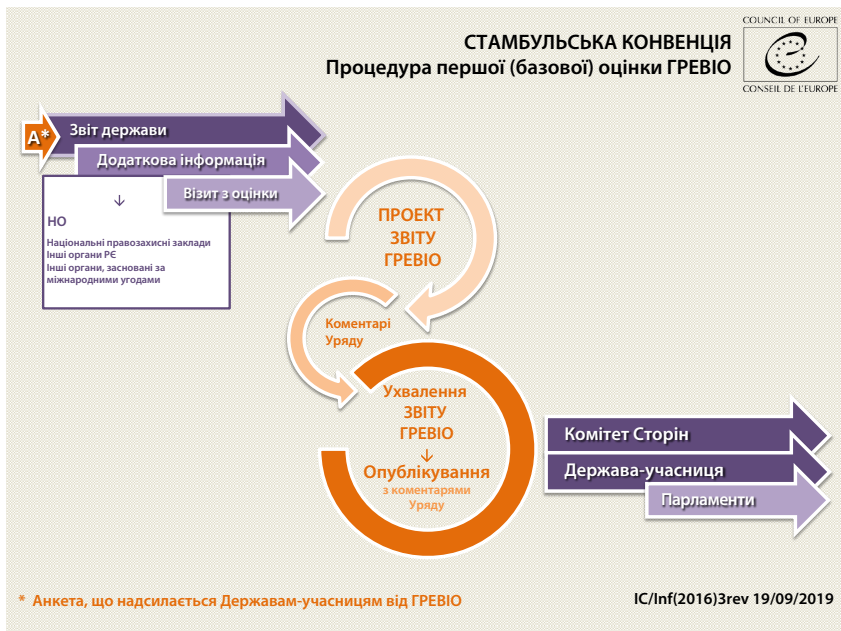 COUNCIL OF EUROPE
CONSEIL DE L'EUROPE
СТАМБУЛЬСЬКА КОНВЕНЦІЯ
Процедура першої (базової) оцінки ГРЕВІО
А*
Звіт держави
Додаткова інформація
Візит з оцінки
↓
НО
Національні правозахисні заклади
Інші органи РЄ
Інші органи, засновані за
міжнародними угодами
ПРОЕКТ
ЗВІТУ
ГРЕВІО
Коментарі
Уряду
Ухвалення
ЗВІТУ
ГРЕВІО
↓
Опублікування
з коментарями
Уряду
Комітет Сторін
Держава-учасниця
Парламенти
* Анкета, що надсилається Державам-учасницям від ГРЕВІО
IC/Inf(2016)3rev 19/09/2019